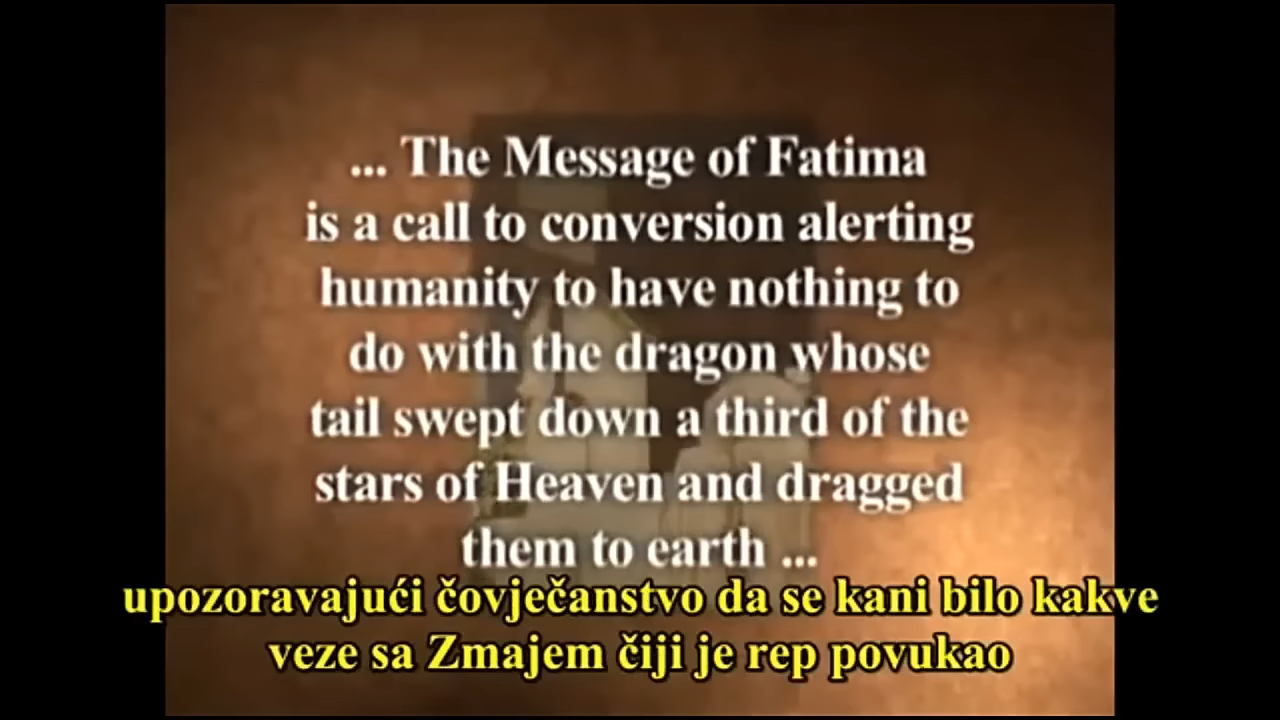 ... The Message of Fatima
is a call to conversion alerting
humanity to have nothing to
do with the dragon whose
tail swept down a third of the
stars of Heaven and dragged
them to earth ...
upozoravajući čovječanstvo da se kani bilo kakve
veze sa Zmajem čiji je rep povukao